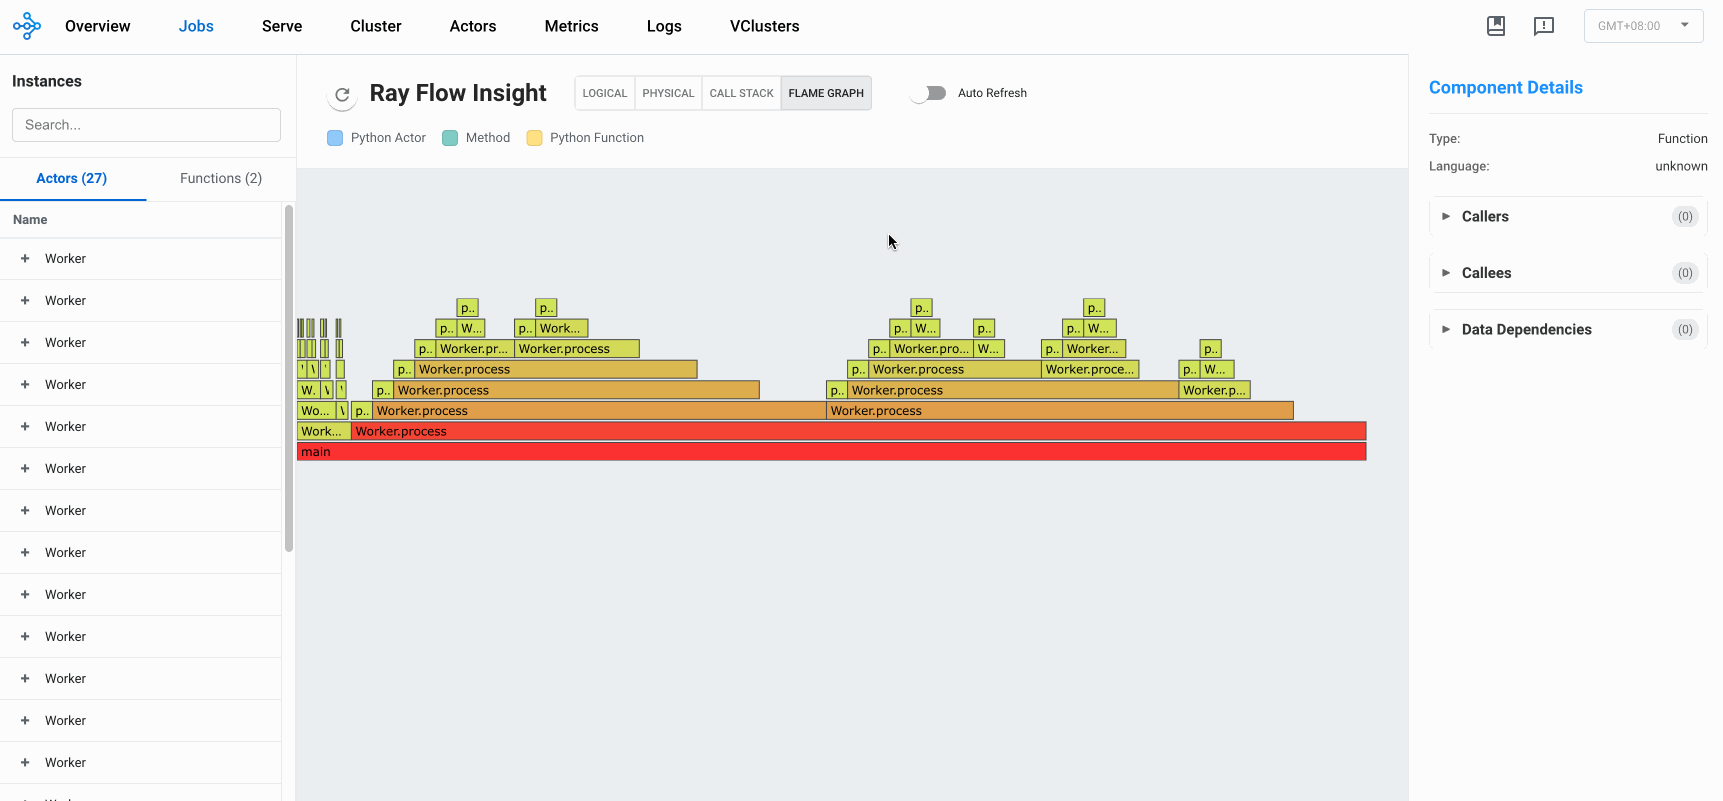 Overview Jobs Serve Cluster Actors Metrics Logs VClusters GMT+08:00
Instances
Search...
Actors (27) Functions (2)
Name
Worker
Worker
Worker
Worker
Worker
Worker
Worker
Worker
Worker
Worker
Worker
Worker
Worker
Ray Flow Insight LOGICAL PHYSICAL CALL STACK FLAME GRAPH Auto Refresh
Python Actor Method Python Function
p.. p.. p.. p..
p.. W... p.. Work... p.. W... p.. p.. W...
p.. Worker.pr... Worker.process p.. Worker.pro... W... p.. Worker... p..
p.. Worker.process p.. Worker.process Worker.proce... p.. W...
W. p.. Worker.process p.. Worker.process Worker.p...
Wo... p.. Worker.process Worker.process
Work... Worker.process
main
Component Details
Type: Function
Language: unknown
Callers (0)
Callees (0)
Data Dependencies (0)